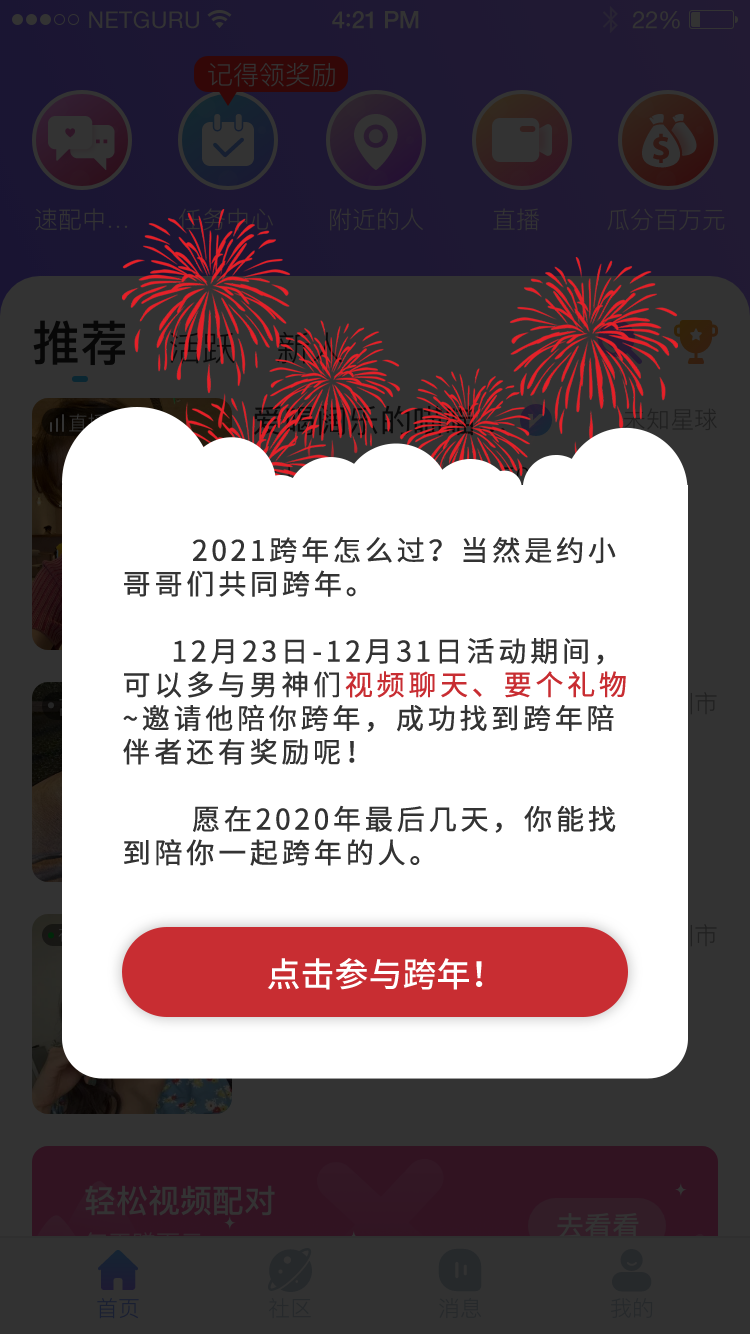 NETGURU 4:21 PM 22%
记得领奖励
速配中... 任务中心 附近的人 直播 瓜分百万元
推荐 活跃 新人
未知星球
2021跨年怎么过？当然是约小
哥哥们共同跨年。
12月23日-12月31日活动期间，
可以多与男神们视频聊天、要个礼物
~邀请他陪你跨年，成功找到跨年陪
伴者还有奖励呢！
愿在2020年最后几天，你能找
到陪你一起跨年的人。
点击参与跨年！
轻松视频配对
去看看
首页 社区 消息 我的